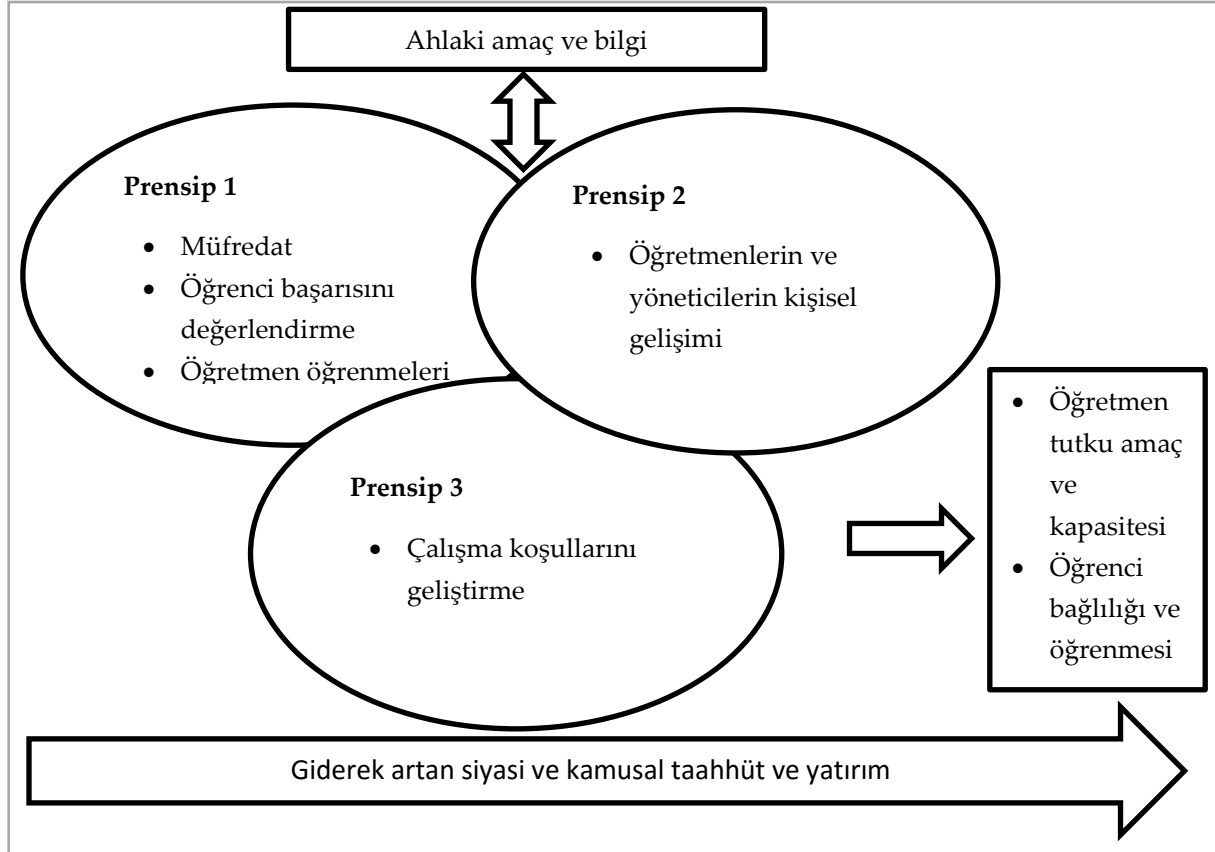 Ahlaki amaç ve bilgi
Prensip 1
• Müfredat
• Öğrenci başarısını
değerlendirme
• Öğretmen öğrenmeleri
Prensip 2
• Öğretmenlerin ve
yöneticilerin kişisel
gelişimi
Prensip 3
• Çalışma koşullarını
geliştirme
• Öğretmen
tutku amaç
ve
kapasitesi
• Öğrenci
bağlılığı ve
öğrenmesi
Giderek artan siyasi ve kamusal taahhüt ve yatırım